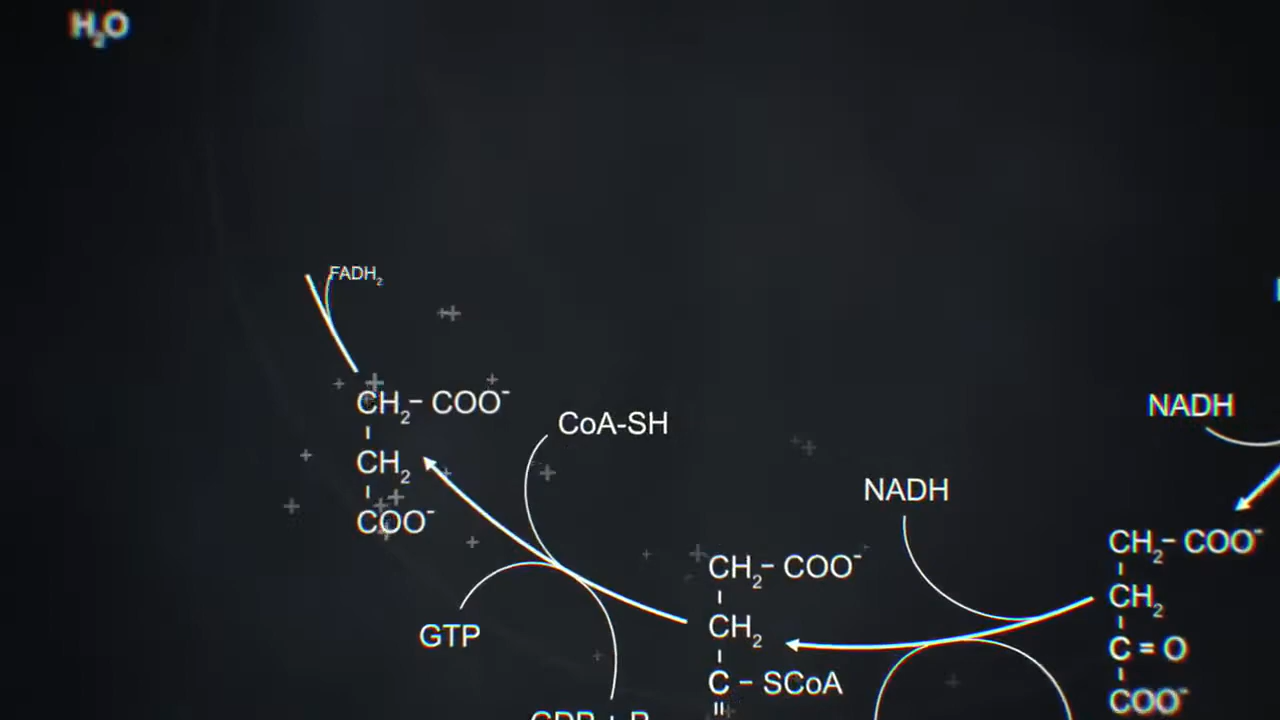 H₂O
FADH₂
CH₂– COO⁻
CH₂
COO⁻
CoA-SH
GTP
NADH
CH₂– COO⁻
CH₂
C – SCoA
NADH
CH₂– COO⁻
CH₂
C = O
COO⁻